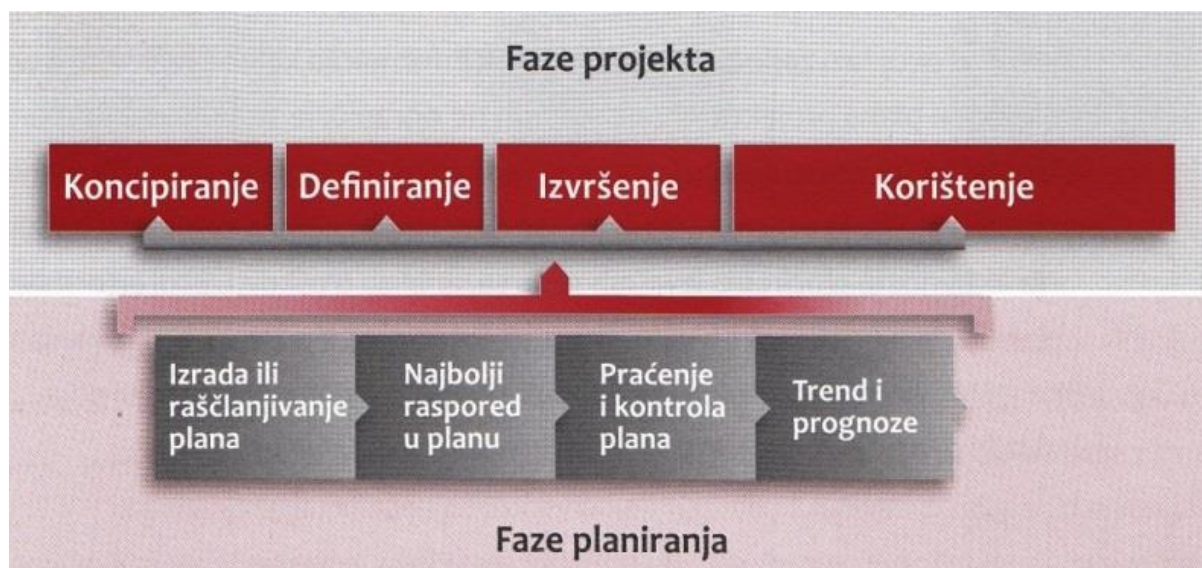 Faze projekta
Koncipiranje
Definiranje
Izvršenje
Korištenje
Izrada ili
raščlanjivanje
plana
Najbolji
raspored
u planu
Praćenje
i kontrola
plana
Trend i
prognoze
Faze planiranja